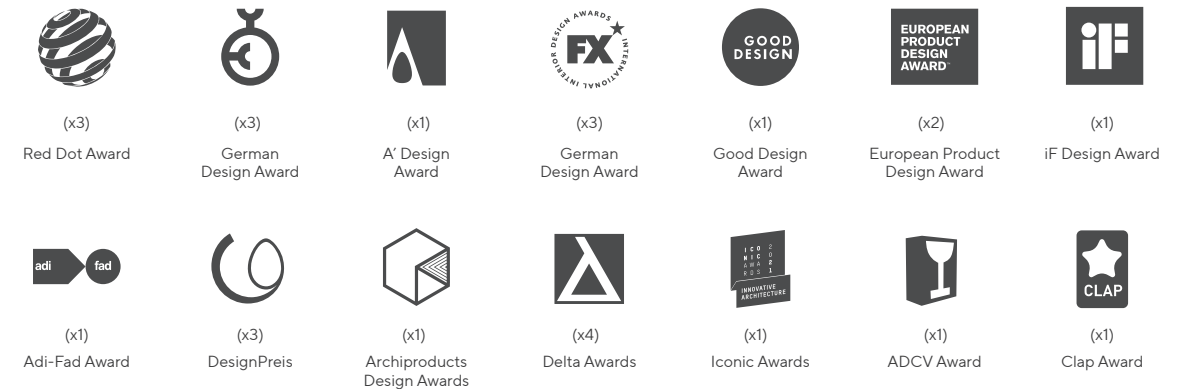 INTERNATIONAL INTERIOR DESIGN AWARDS
FX
GOOD
DESIGN
EUROPEAN
PRODUCT
DESIGN
AWARD™
iF
(x3)
(x3)
(x1)
(x3)
(x1)
(x2)
(x1)
Red Dot Award
German
Design Award
A’ Design
Award
German
Design Award
Good Design
Award
European Product
Design Award
iF Design Award
adi
fad
ICO 2
NIC 0
AWA 2
RDS 1
INNOVATIVE
ARCHITECTURE
CLAP
(x1)
(x3)
(x1)
(x4)
(x1)
(x1)
(x1)
Adi-Fad Award
DesignPreis
Archiproducts
Design Awards
Delta Awards
Iconic Awards
ADCV Award
Clap Award